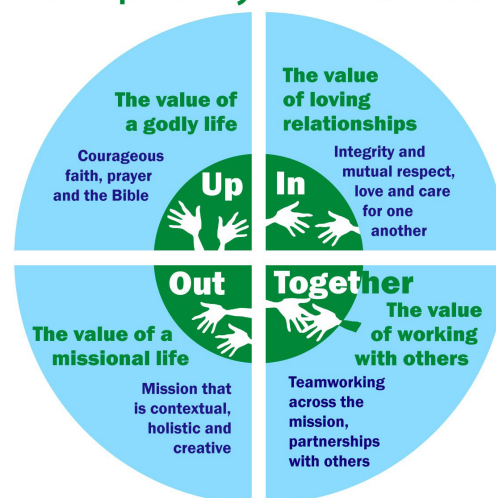 The value of
a godly life
Courageous
faith, prayer
and the Bible
Up
The value
of loving
relationships
Integrity and
mutual respect,
love and care
for one
another
In
Out
The value of a
missional life
Mission that
is contextual,
holistic and
creative
Together
The value
of working
with others
Teamworking
across the
mission,
partnerships
with others